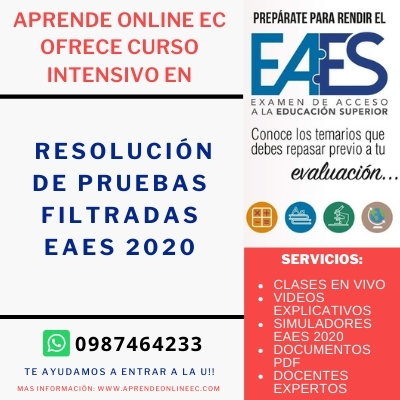 APRENDE ONLINE EC
OFRECE CURSO
INTENSIVO EN
RESOLUCIÓN
DE PRUEBAS
FILTRADAS
EAES 2020
0987464233
TE AYUDAMOS A ENTRAR A LA U!!
MAS INFORMACIÓN: WWW.APRENDEONLINEEC.COM
PREPÁRATE PARA RENDIR EL
EAES
EXAMEN DE ACCESO
A LA EDUCACIÓN SUPERIOR
Conoce los temarios que
debes repasar previo a tu
evaluación...
SERVICIOS:
• CLASES EN VIVO
• VIDEOS
EXPLICATIVOS
• SIMULADORES
EAES 2020
• DOCUMENTOS
PDF
• DOCENTES
EXPERTOS